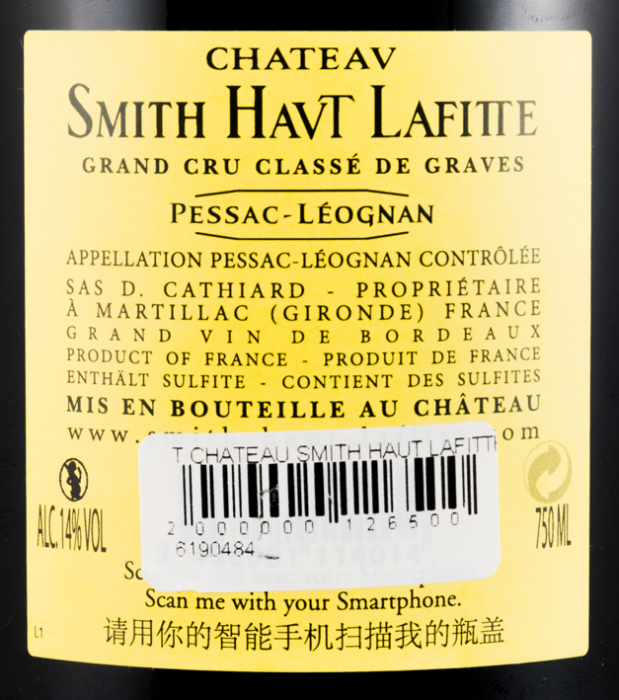 CHATEAV
SMITH HAVT LAFITTE
GRAND CRU CLASSÉ DE GRAVES
PESSAC-LÉOGNAN
APPELLATION PESSAC-LÉOGNAN CONTRÔLÉE
SAS D. CATHIARD - PROPRIÉTAIRE
À MARTILLAC (GIRONDE) FRANCE
GRAND VIN DE BORDEAUX
PRODUCT OF FRANCE - PRODUIT DE FRANCE
ENTHÄLT SULFITE - CONTIENT DES SULFITES
MIS EN BOUTEILLE AU CHÂTEAU
T CHATEAU SMITH HAUT LAFITTE
2 000000 126500
6190484
ALC. 14% VOL
750 ML
Scan me with your Smartphone.
请用你的智能手机扫描我的瓶盖
L1